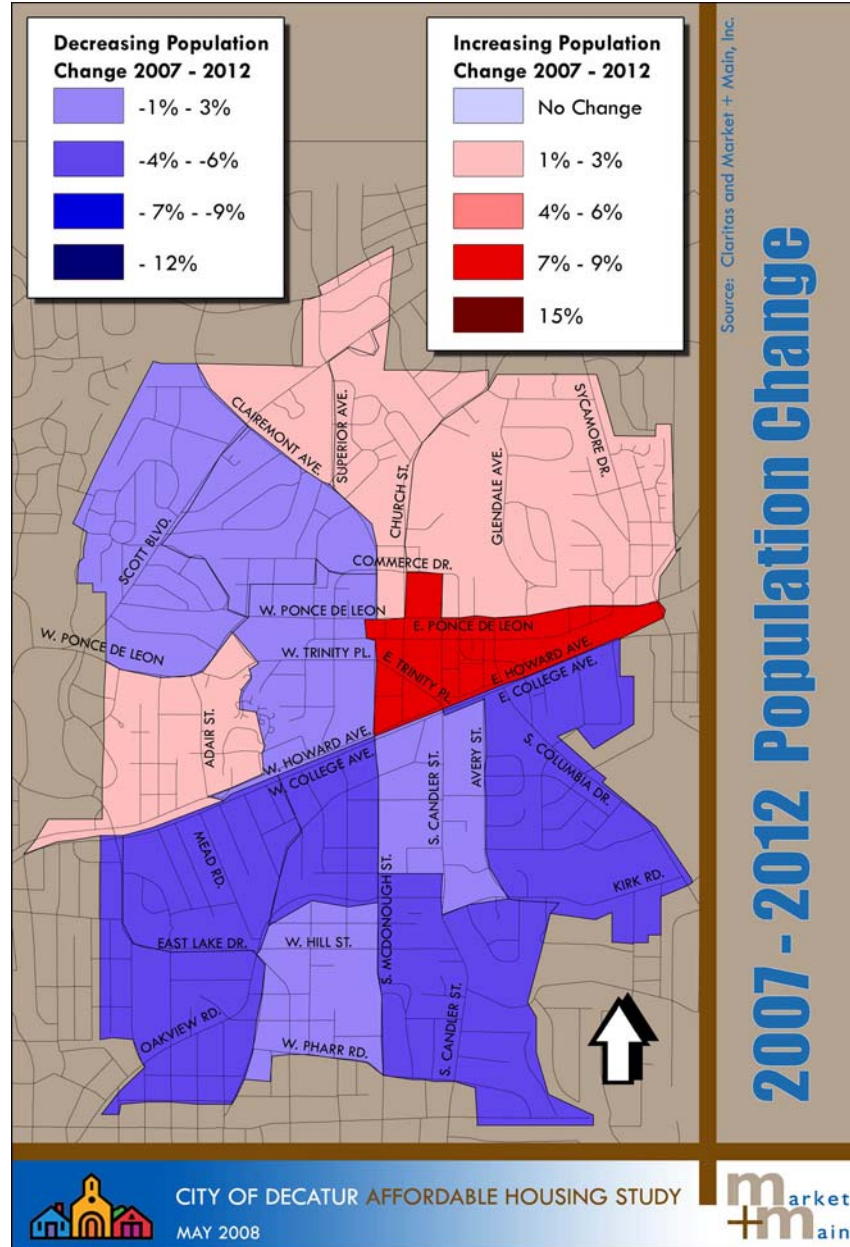 Decreasing Population
Change 2007 - 2012
-1% - 3%
-4% - -6%
- 7% - -9%
- 12%
Increasing Population
Change 2007 - 2012
No Change
1% - 3%
4% - 6%
7% - 9%
15%
Source: Claritas and Market + Main, Inc.
2007 - 2012 Population Change
CLAIREMONT AVE.
SUPERIOR AVE.
CHURCH ST.
GLENDALE AVE.
SYCAMORE DR.
SCOTT BLVD.
COMMERCE DR.
W. PONCE DE LEON
E. PONCE DE LEON
W. PONCE DE LEON
W. TRINITY PL.
E. TRINITY PL.
E. HOWARD AVE.
E. COLLEGE AVE.
ADAIR ST.
W. HOWARD AVE.
W. COLLEGE AVE.
S. CANDLER ST.
AVERY ST.
S. COLUMBIA DR.
MEAD RD.
S. MCDONOUGH ST.
KIRK RD.
EAST LAKE DR.
W. HILL ST.
OAKVIEW RD.
W. PHARR RD.
S. CANDLER ST.
CITY OF DECATUR AFFORDABLE HOUSING STUDY
MAY 2008
market
+main